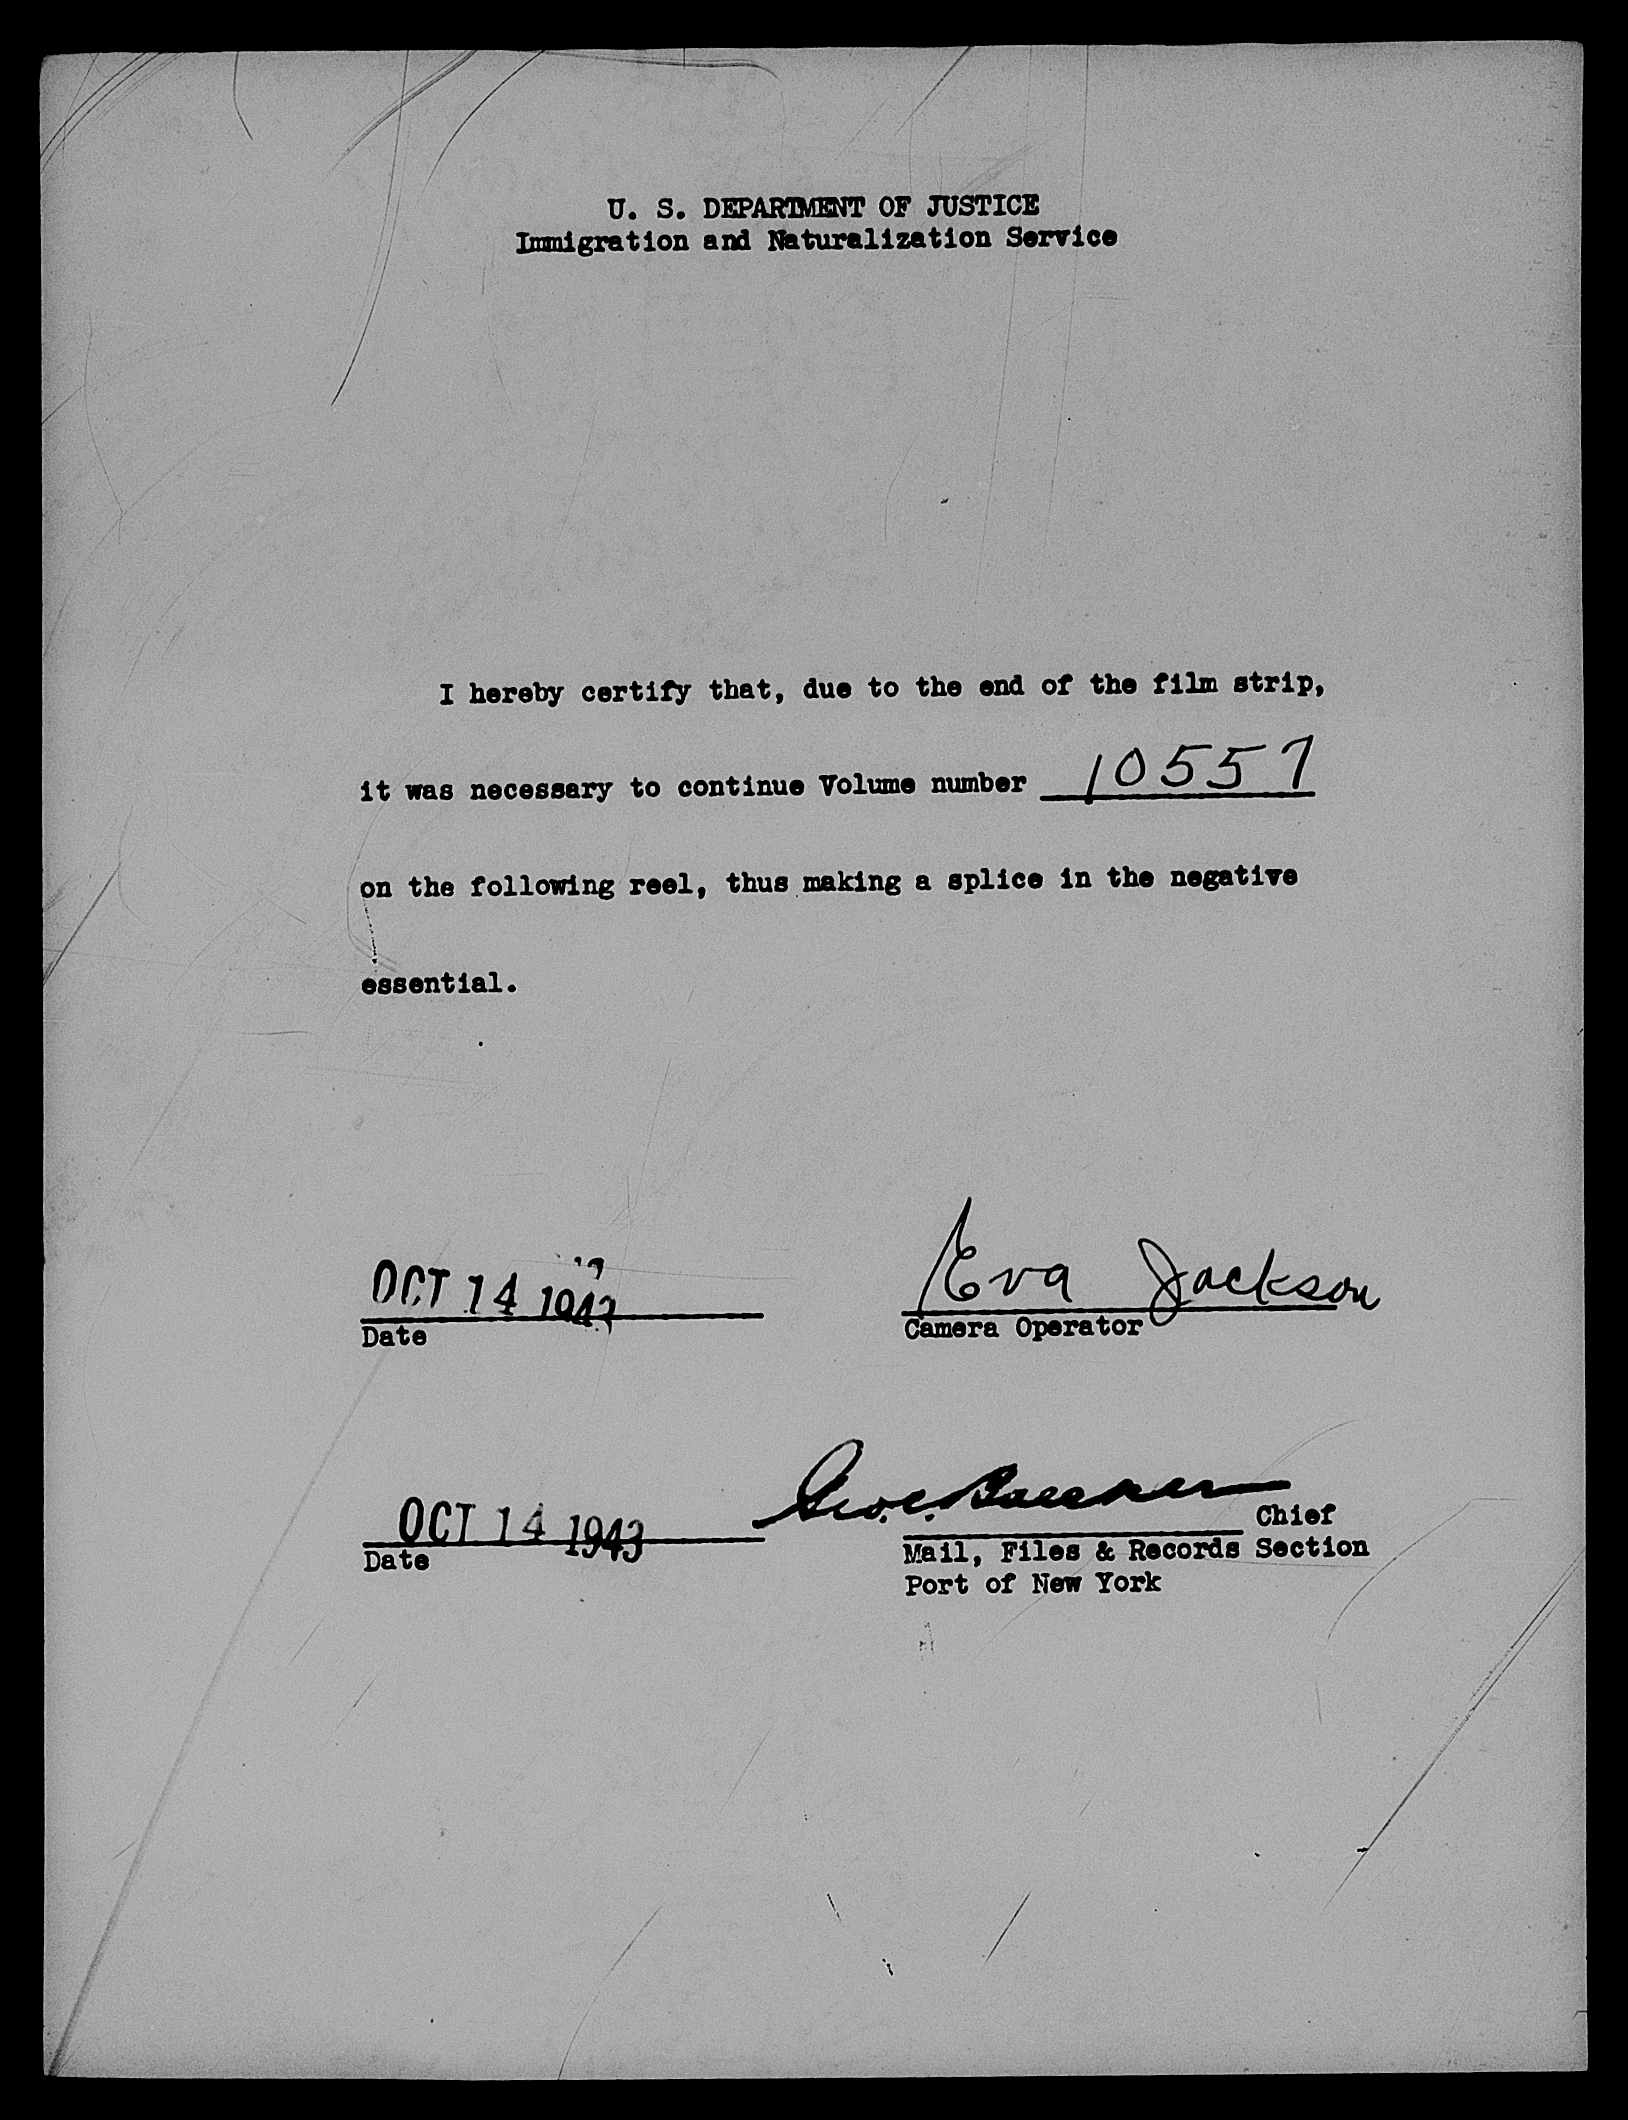 U. S. DEPARTMENT OF JUSTICE
Immigration and Naturalization Service
I hereby certify that, due to the end of the film strip,
it was necessary to continue Volume number 10557
on the following reel, thus making a splice in the negative
essential.
OCT 14 1943
Eva Jackson
Date
Camera Operator
OCT 14 1943
Geo. C.
Chief
Date
Mail, Files & Records Section
Port of New York